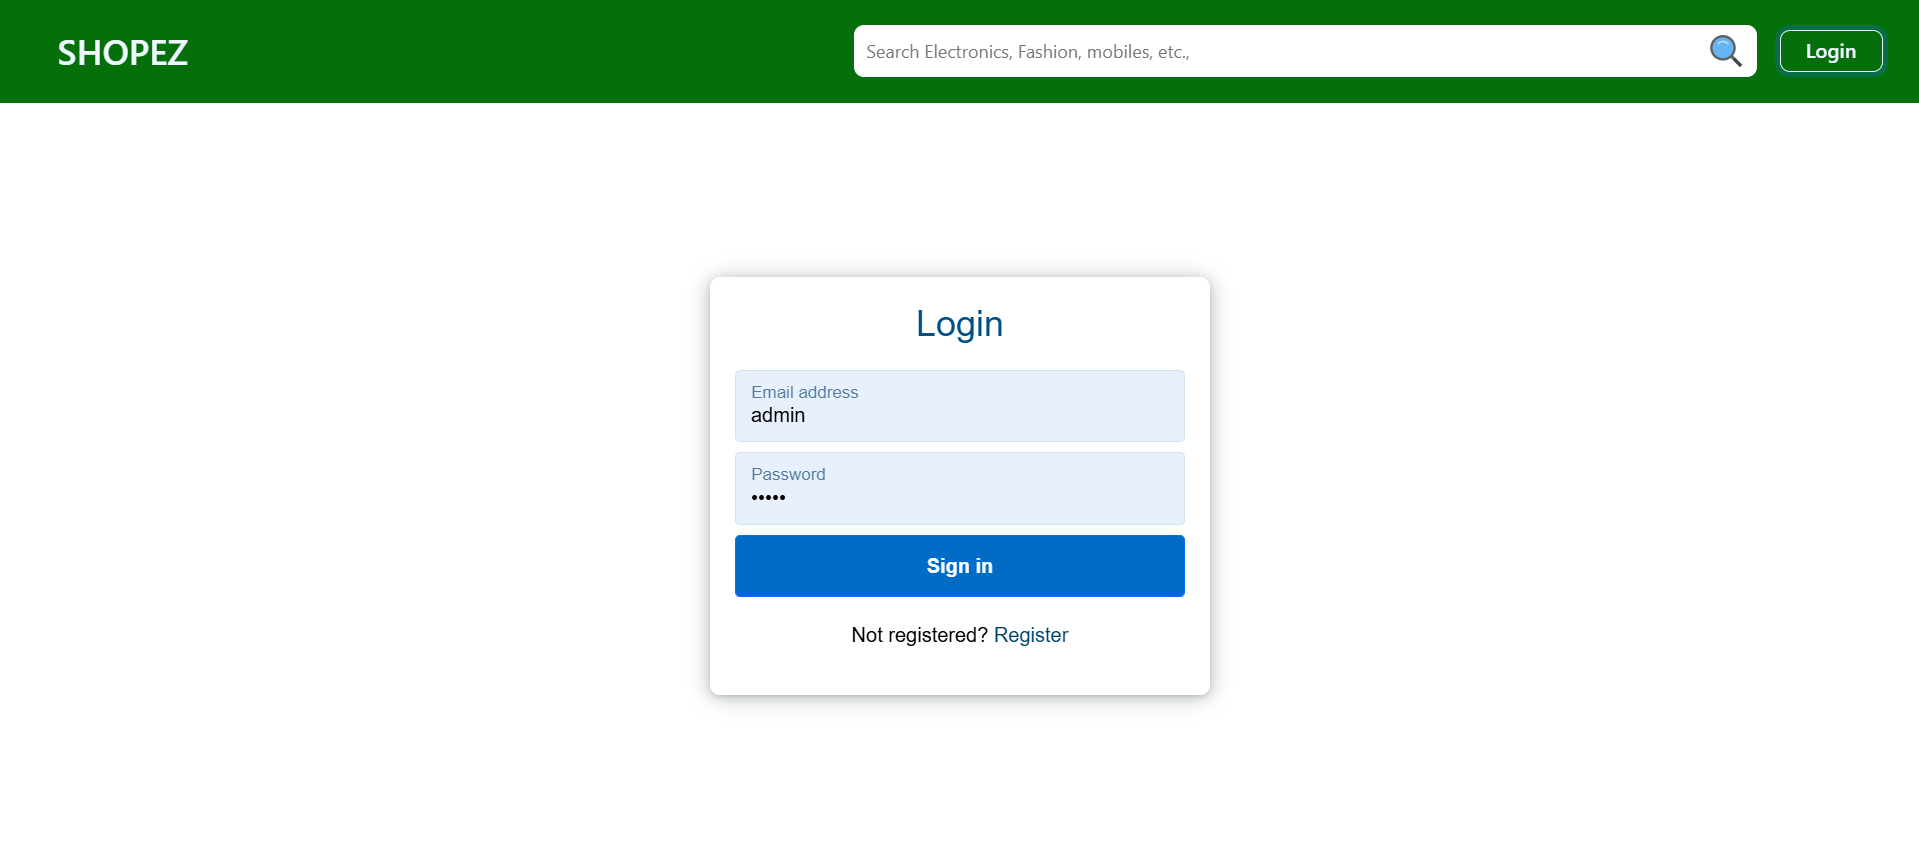 SHOPEZ
Search Electronics, Fashion, mobiles, etc.,
Login
Login
Email address
admin
Password
•••••
Sign in
Not registered? Register